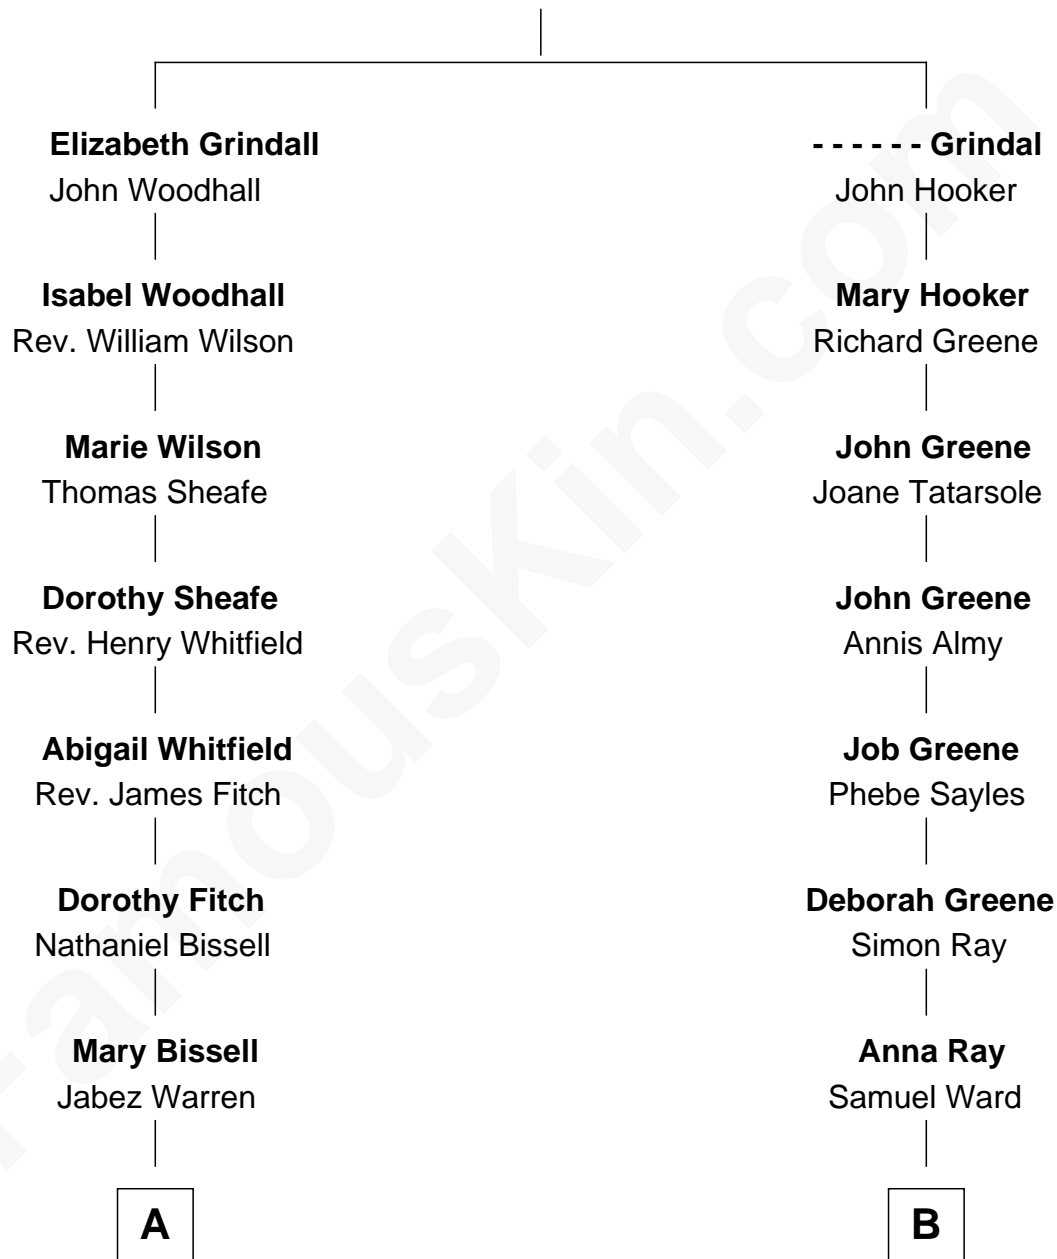 Elizabeth Grindall
John Woodhall
Isabel Woodhall
Rev. William Wilson
Marie Wilson
Thomas Sheafe
Dorothy Sheafe
Rev. Henry Whitfield
Abigail Whitfield
Rev. James Fitch
Dorothy Fitch
Nathaniel Bissell
Mary Bissell
Jabez Warren
A
- - - - - - Grindal
John Hooker
Mary Hooker
Richard Greene
John Greene
Joane Tatarsole
John Greene
Annis Almy
Job Greene
Phebe Sayles
Deborah Greene
Simon Ray
Anna Ray
Samuel Ward
B
FamousKin.com